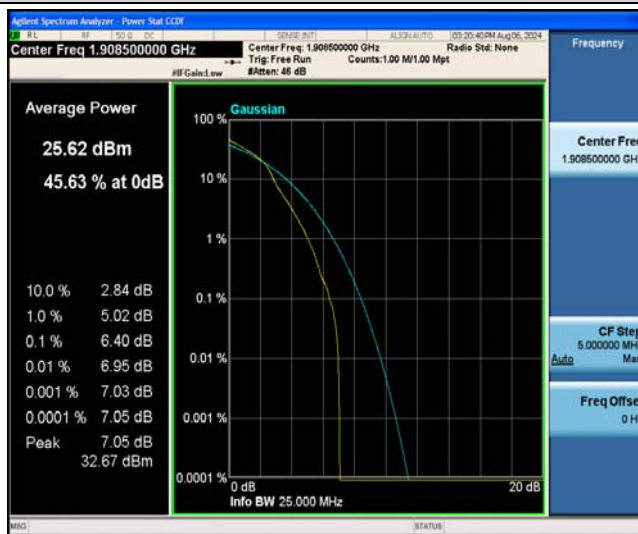 Agilent Spectrum Analyzer - Power Stat CCDF
RL RF 50 Ω DC SENSE:INT ALIGN AUTO 03:20:40 PM Aug 06, 2024
Center Freq 1.908500000 GHz
Center Freq: 1.908500000 GHz Radio Std: None
Trig: Free Run Counts:1.00 M/1.00 Mpt
#IFGain:Low #Atten: 46 dB
Frequency
Average Power
25.62 dBm
45.63 % at 0dB
10.0 % 2.84 dB
1.0 % 5.02 dB
0.1 % 6.40 dB
0.01 % 6.95 dB
0.001 % 7.03 dB
0.0001 % 7.05 dB
Peak 7.05 dB
32.67 dBm
Gaussian
100 %
10 %
1 %
0.1 %
0.01 %
0.001 %
0.0001 %
0 dB 20 dB
Info BW 25.000 MHz
Center Fre
1.908500000 GH
CF Step
5.000000 MH
Auto Ma
Freq Offse
0 H
MSG STATUS